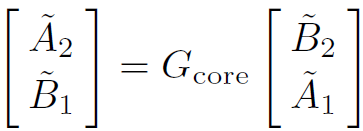 [ Ã₂ ] = G_core [ B̃₂ ]
[ B̃₁ ] [ Ã₁ ]